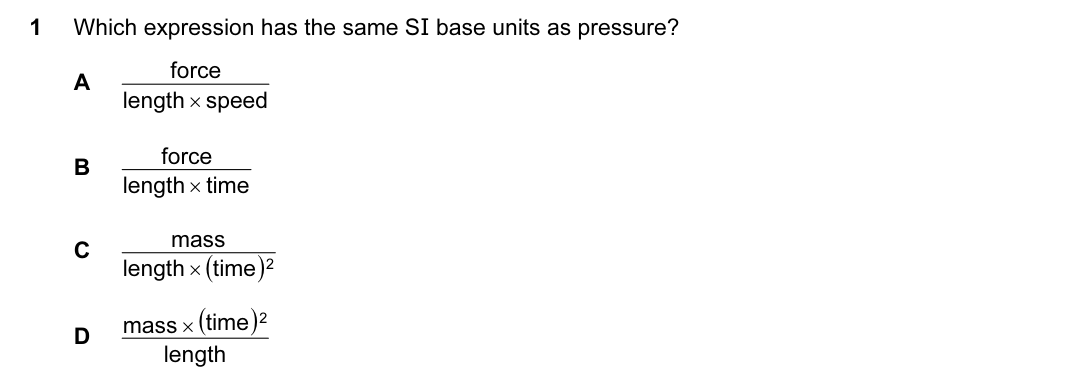 1 Which expression has the same SI base units as pressure?
A force
length × speed
B force
length × time
C mass
length × (time)²
D mass × (time)²
length